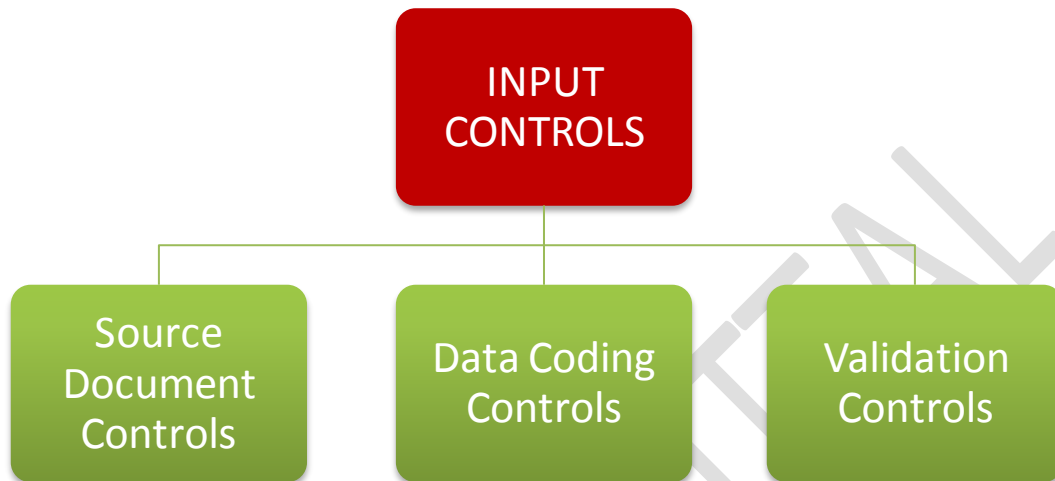 INPUT
CONTROLS
Source
Document
Controls
Data Coding
Controls
Validation
Controls